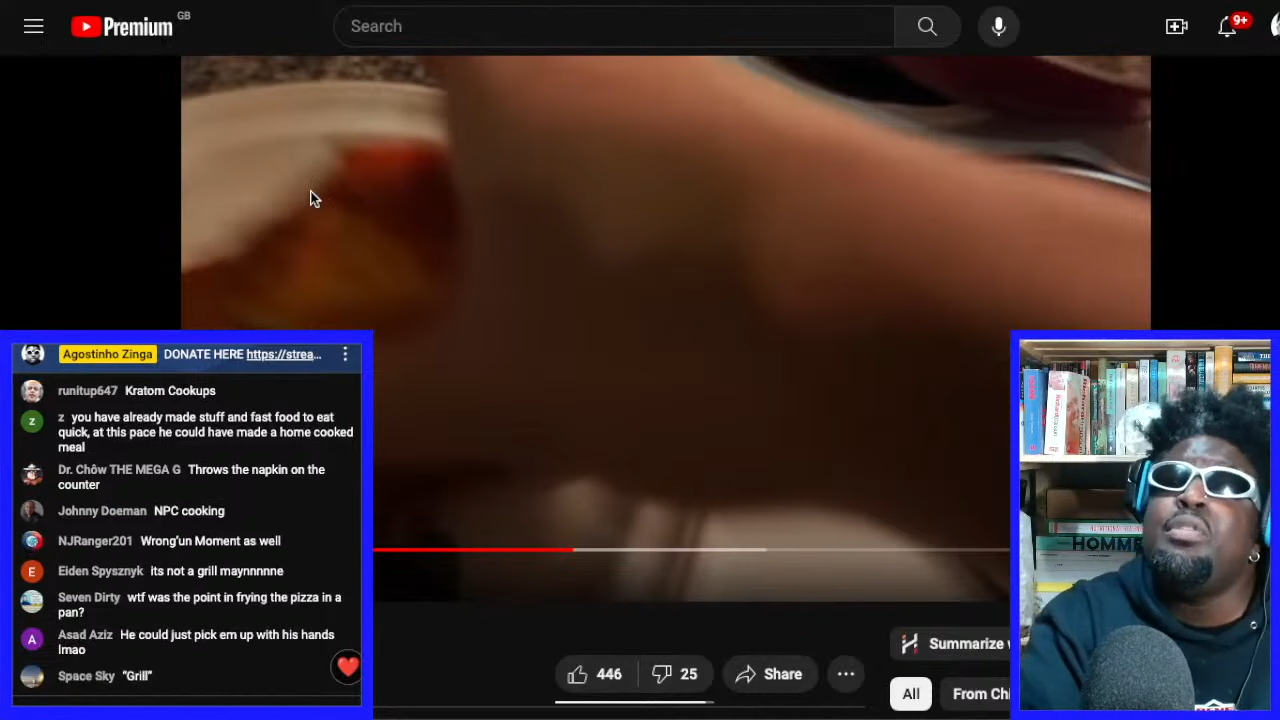 Premium GB
Search
9+
Agostinho Zinga DONATE HERE https://strea...
runitup647 Kratom Cookups
z
z you have already made stuff and fast food to eat
quick, at this pace he could have made a home cooked
meal
Dr. Chôw THE MEGA G Throws the napkin on the
counter
Johnny Doeman NPC cooking
NJRanger201 Wrong'un Moment as well
E
Eiden Spysznyk its not a grill maynnnnne
Seven Dirty wtf was the point in frying the pizza in a
pan?
A
Asad Aziz He could just pick em up with his hands
lmao
Space Sky "Grill"
446
25
Share
Summarize
All
From
HOMME